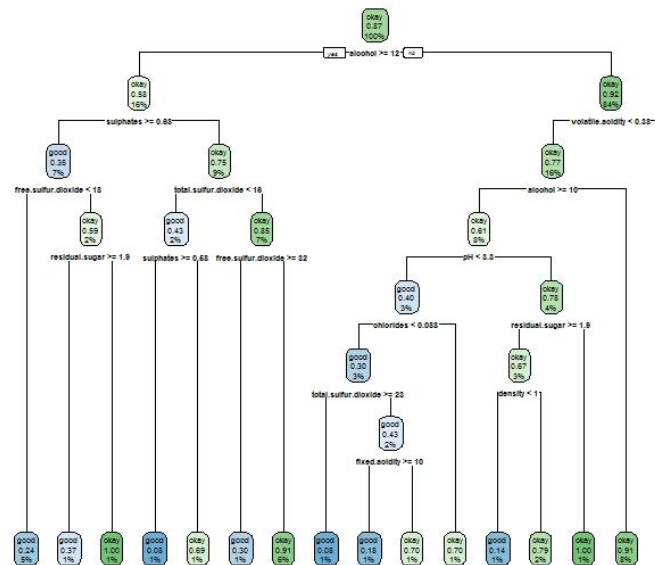 okay
0.87
100%
yes alcohol >= 12 no
okay
0.58
16%
okay
0.92
84%
sulphates >= 0.68
volatile.acidity < 0.38
good
0.35
7%
okay
0.75
9%
okay
0.77
16%
free.sulfur.dioxide < 18
total.sulfur.dioxide < 16
alcohol >= 10
okay
0.59
2%
good
0.43
2%
okay
0.85
7%
okay
0.61
8%
residual.sugar >= 1.9
sulphates >= 0.58
free.sulfur.dioxide >= 32
pH < 3.3
good
0.40
3%
okay
0.78
4%
chlorides < 0.088
residual.sugar >= 1.9
good
0.30
3%
okay
0.67
3%
total.sulfur.dioxide >= 23
density < 1
good
0.43
2%
fixed.acidity >= 10
good
0.24
5%
good
0.37
1%
okay
1.00
1%
good
0.08
1%
okay
0.69
1%
good
0.30
1%
okay
0.91
6%
good
0.08
1%
good
0.18
1%
okay
0.70
1%
okay
0.70
1%
good
0.14
1%
okay
0.79
2%
okay
1.00
1%
okay
0.91
8%